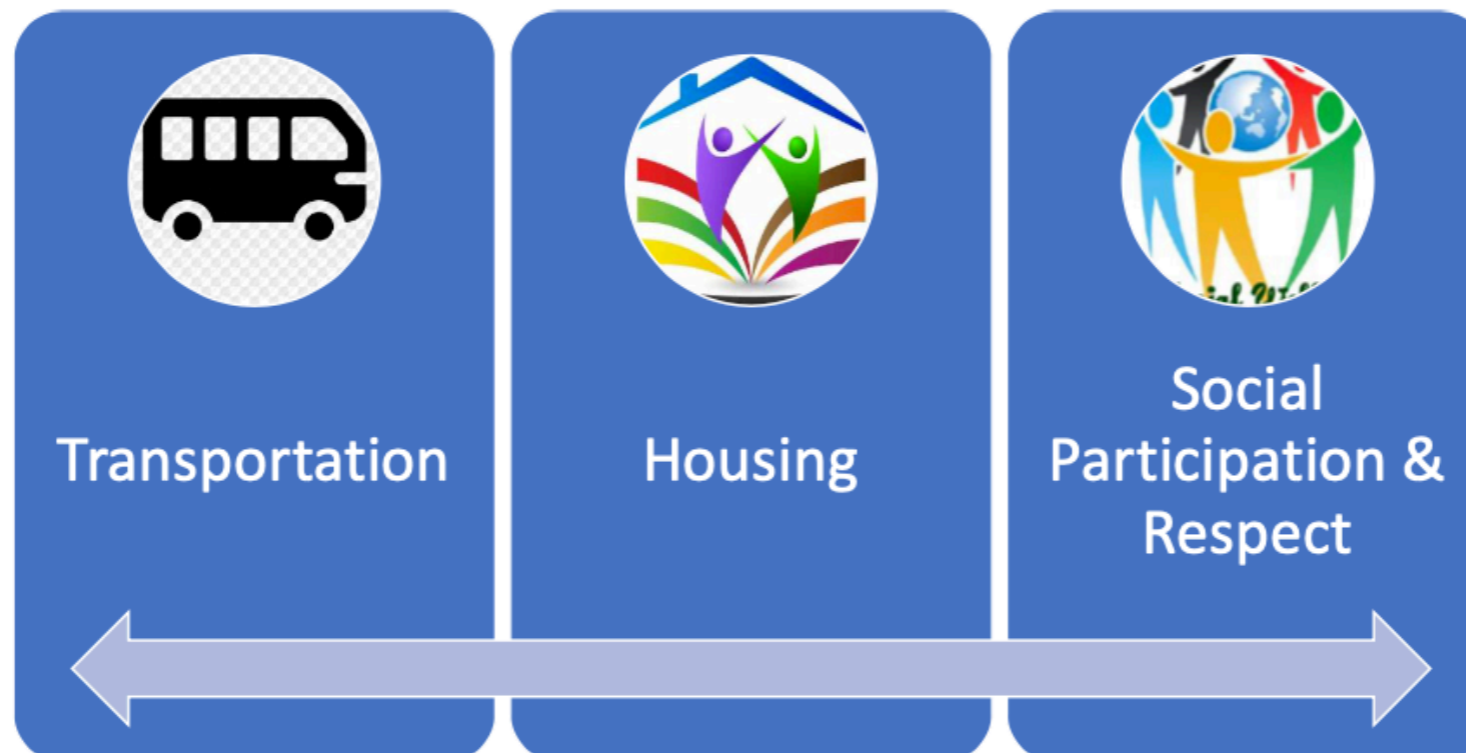 Transportation
Housing
Social
Participation &
Respect